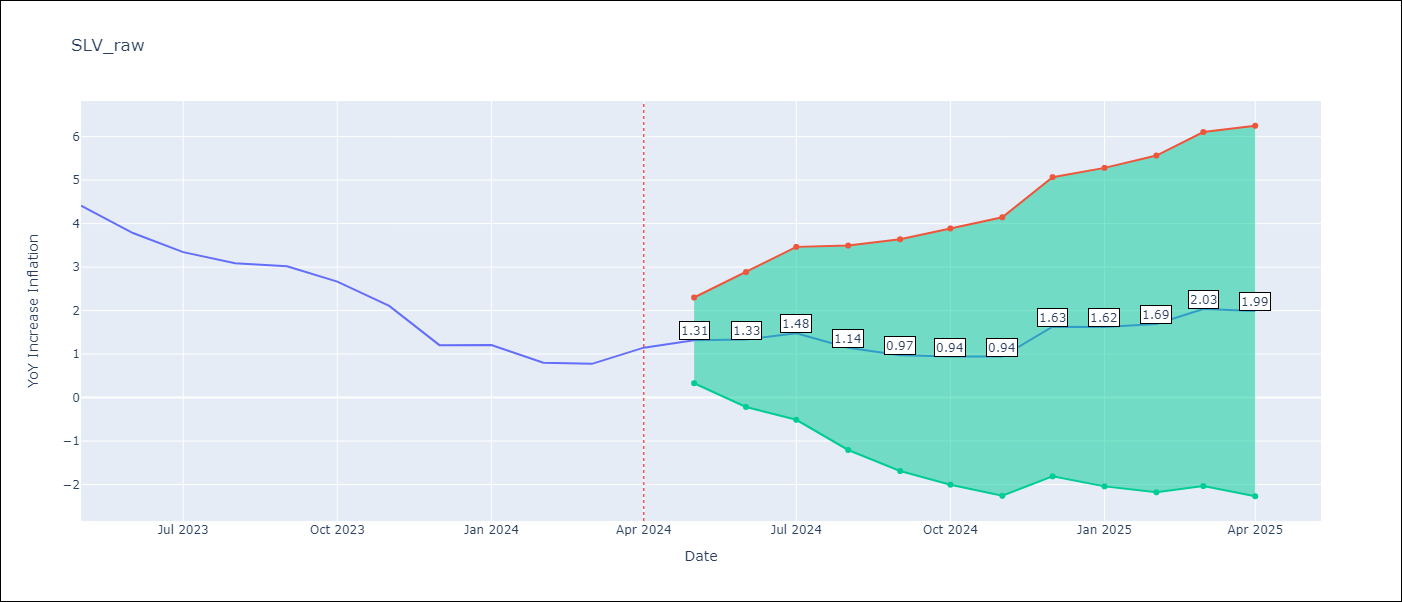 SLV_raw
YoY Increase Inflation
6
5
4
3
2
1
0
−1
−2
1.31
1.33
1.48
1.14
0.97
0.94
0.94
1.63
1.62
1.69
2.03
1.99
Jul 2023
Oct 2023
Jan 2024
Apr 2024
Jul 2024
Oct 2024
Jan 2025
Apr 2025
Date